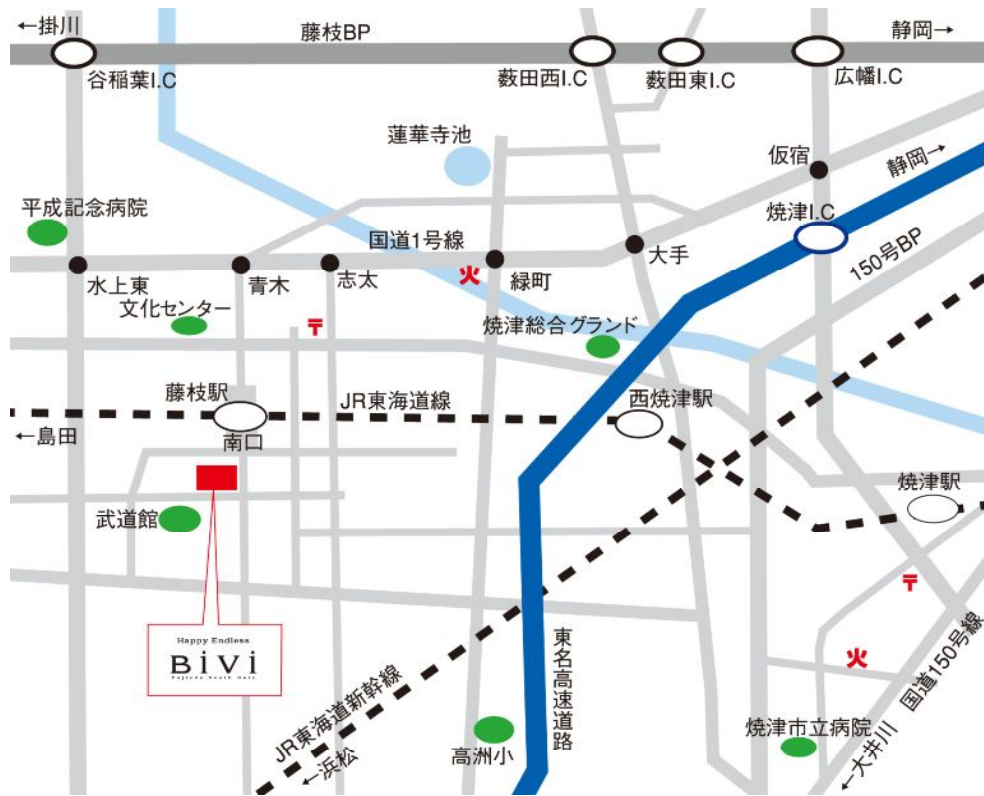 ←掛川
藤枝BP
静岡→
谷稲葉I.C
薮田西I.C
薮田東I.C
広幡I.C
蓮華寺池
仮宿
静岡→
平成記念病院
焼津I.C
国道1号線
大手
150号BP
火
水上東
青木
志太
緑町
文化センター
〒
焼津総合グランド
藤枝駅
JR東海道線
西焼津駅
←島田
南口
焼津駅
武道館
〒
Happy Endless
BiVi
Fujieda South Gate
東名高速道路
火
国道150号線
JR東海道新幹線
←浜松
高洲小
焼津市立病院
←大井川